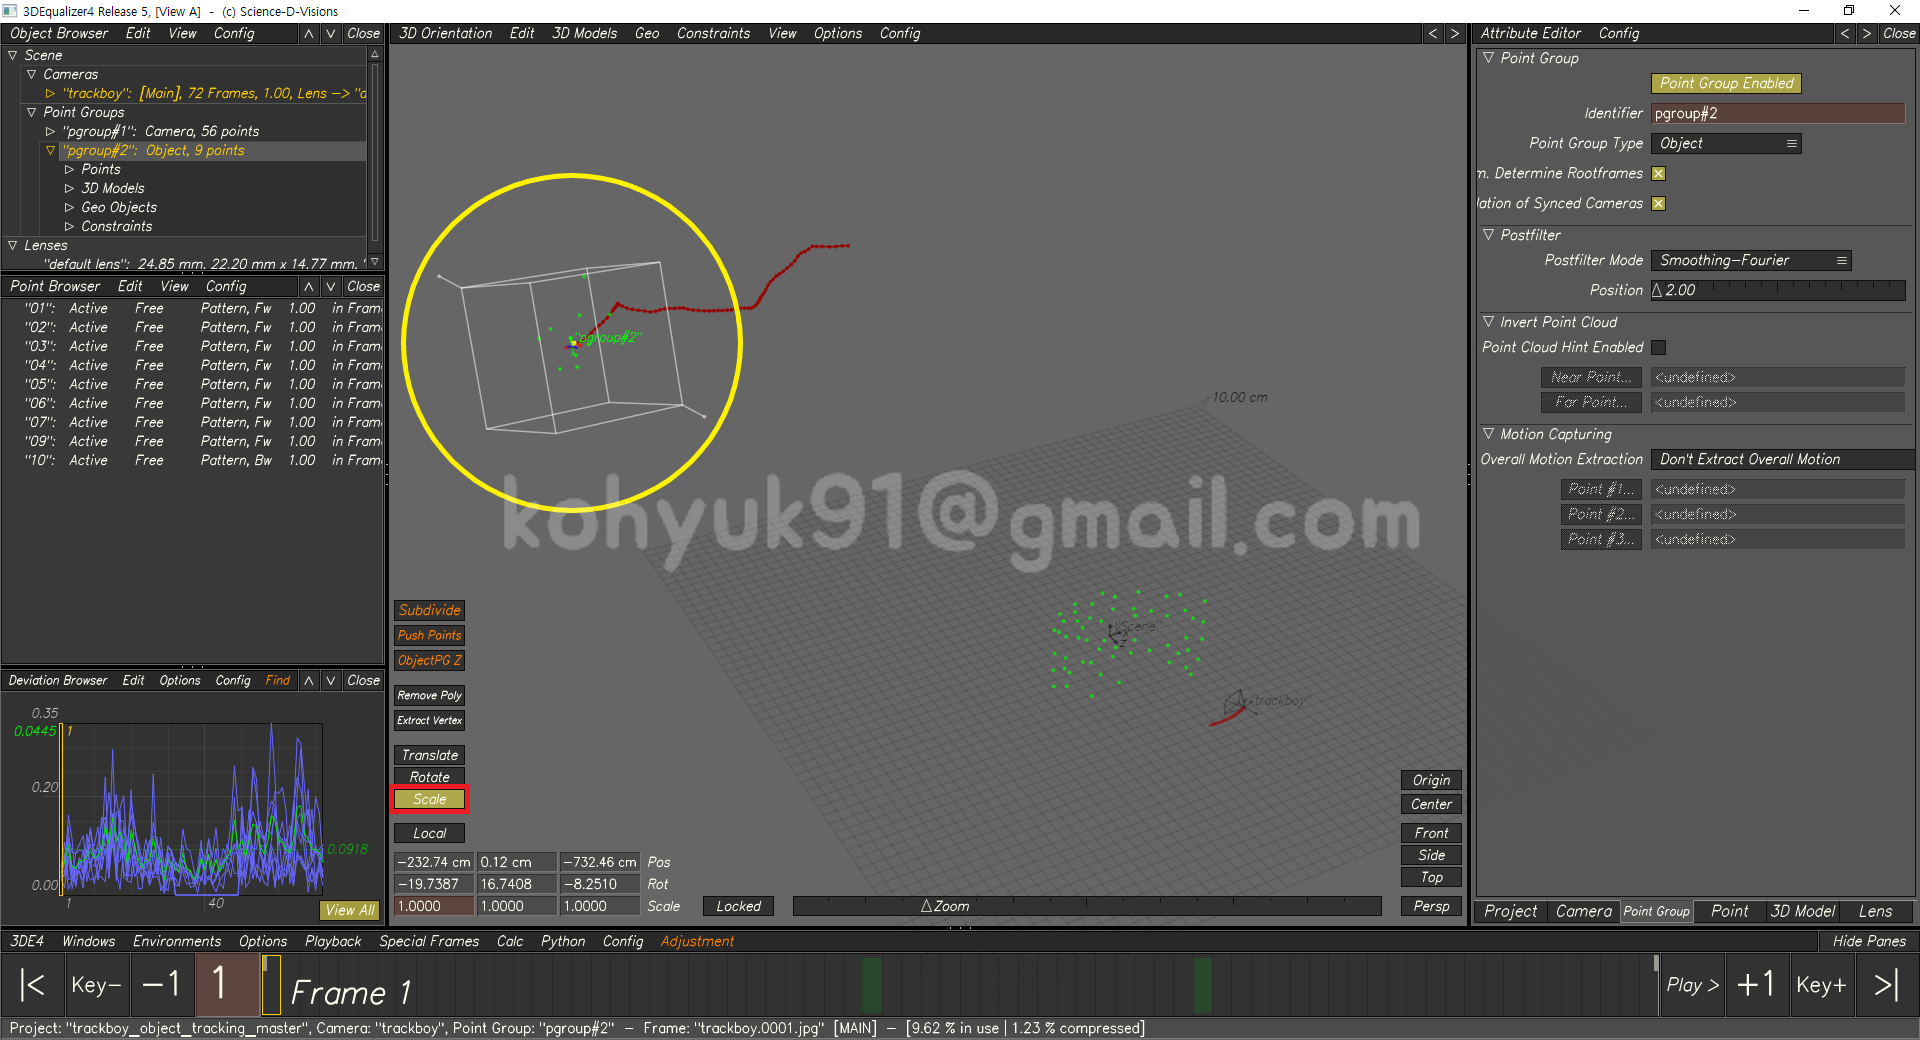 3DEqualizer4 Release 5, [View A]  -  (c) Science-D-Visions
Object Browser Edit View Config Close
Scene
Cameras
"trackboy": [Main], 72 Frames, 1.00, Lens -> "d
Point Groups
"pgroup#1": Camera, 56 points
"pgroup#2": Object, 9 points
Points
3D Models
Geo Objects
Constraints
Lenses
"default lens": 24.85 mm, 22.20 mm x 14.77 mm, "
Point Browser Edit View Config Close
"01": Active Free Pattern, Fw 1.00 in Fram
"02": Active Free Pattern, Fw 1.00 in Fram
"03": Active Free Pattern, Fw 1.00 in Fram
"04": Active Free Pattern, Fw 1.00 in Fram
"05": Active Free Pattern, Fw 1.00 in Fram
"06": Active Free Pattern, Fw 1.00 in Fram
"07": Active Free Pattern, Fw 1.00 in Fram
"09": Active Free Pattern, Fw 1.00 in Fram
"10": Active Free Pattern, Bw 1.00 in Fram
Deviation Browser Edit Options Config Find Close
0.35
0.0445 1
0.20
0.0918
0.00
1 40
View All
3D Orientation Edit 3D Models Geo Constraints View Options Config < >
"pgroup#2"
10.00 cm
kohyuk91@gmail.com
"Scene"
Z
"trackboy"
Subdivide
Push Points
ObjectPG Z
Remove Poly
Extract Vertex
Translate
Rotate
Scale
Local
-232.74 cm 0.12 cm -732.46 cm Pos
-19.7387 16.7408 -8.2510 Rot
1.0000 1.0000 1.0000 Scale Locked Zoom
Origin
Center
Front
Side
Top
Persp
Attribute Editor Config < > Close
Point Group
Point Group Enabled
Identifier pgroup#2
Point Group Type Object
m. Determine Rootframes
lation of Synced Cameras
Postfilter
Postfilter Mode Smoothing-Fourier
Position 2.00
Invert Point Cloud
Point Cloud Hint Enabled
Near Point... <undefined>
Far Point... <undefined>
Motion Capturing
Overall Motion Extraction Don't Extract Overall Motion
Point #1... <undefined>
Point #2... <undefined>
Point #3... <undefined>
Project Camera Point Group Point 3D Model Lens
3DE4 Windows Environments Options Playback Special Frames Calc Python Config Adjustment Hide Panes
|< Key- -1 1 Frame 1 Play > +1 Key+ >|
Project: "trackboy_object_tracking_master", Camera: "trackboy", Point Group: "pgroup#2"  -  Frame: "trackboy.0001.jpg"  [MAIN]  -  [9.62 % in use | 1.23 % compressed]